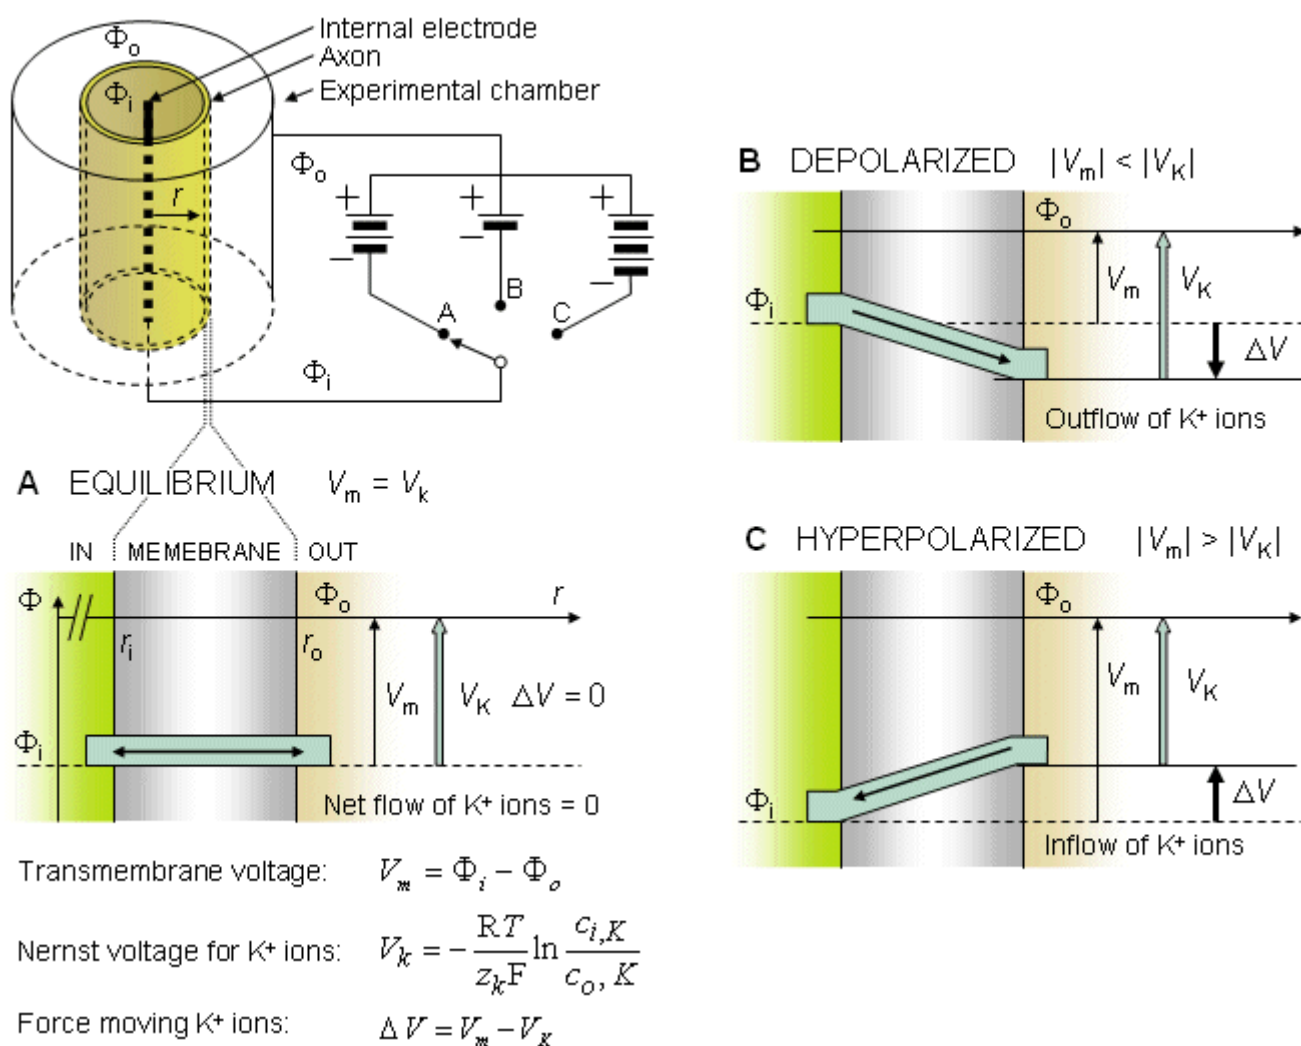 Internal electrode
Axon
Experimental chamber
Φo
Φi
r
Φo
+ + +
− − −
A B C
Φi
A EQUILIBRIUM Vm = Vk
IN MEMEBRANE OUT
Φ Φo r
ri ro
Vm VK ΔV = 0
Φi
Net flow of K+ ions = 0
Transmembrane voltage: Vm = Φi − Φo
Nernst voltage for K+ ions: Vk = − RT/zkF ln ci,K/co, K
Force moving K+ ions: ΔV = Vm − VK
B DEPOLARIZED |Vm| < |VK|
Φo
Vm VK
Φi
ΔV
Outflow of K+ ions
C HYPERPOLARIZED |Vm| > |VK|
Φo
Vm VK
Φi
ΔV
Inflow of K+ ions